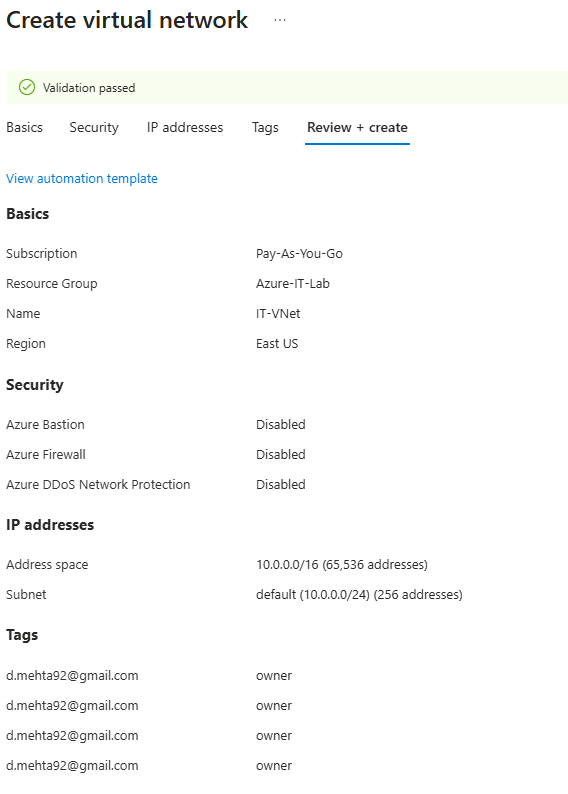 Create virtual network ...
Validation passed
Basics Security IP addresses Tags Review + create
View automation template
Basics
Subscription Pay-As-You-Go
Resource Group Azure-IT-Lab
Name IT-VNet
Region East US
Security
Azure Bastion Disabled
Azure Firewall Disabled
Azure DDoS Network Protection Disabled
IP addresses
Address space 10.0.0.0/16 (65,536 addresses)
Subnet default (10.0.0.0/24) (256 addresses)
Tags
d.mehta92@gmail.com owner
d.mehta92@gmail.com owner
d.mehta92@gmail.com owner
d.mehta92@gmail.com owner